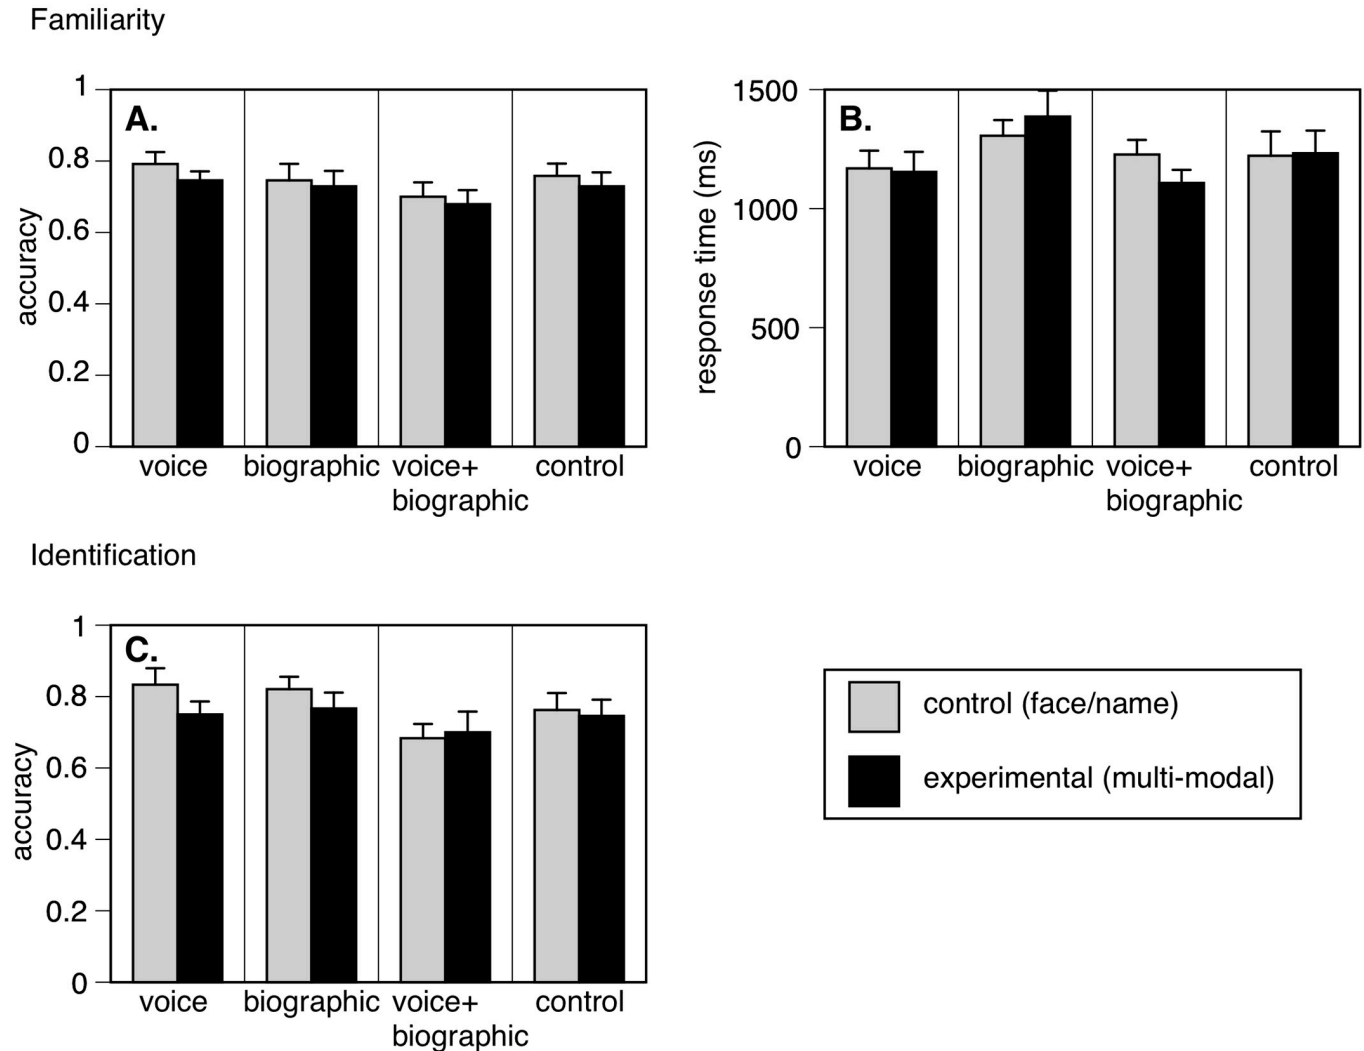 Familiarity
A.
accuracy
1
0.8
0.6
0.4
0.2
0
voice
biographic
voice+
biographic
control
B.
response time (ms)
1500
1000
500
0
voice
biographic
voice+
biographic
control
Identification
C.
accuracy
1
0.8
0.6
0.4
0.2
0
voice
biographic
voice+
biographic
control
control (face/name)
experimental (multi-modal)